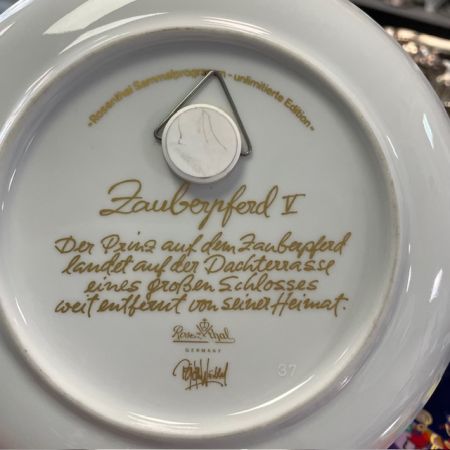 -Rosenthal Sammelprogramm - unlimitierte Edition-
Zauberpferd V
Der Prinz auf dem Zauberpferd
landet auf der Dachterrasse
eines großen Schlosses
weit entfernt von seiner Heimat.
Rosenthal
GERMANY
37